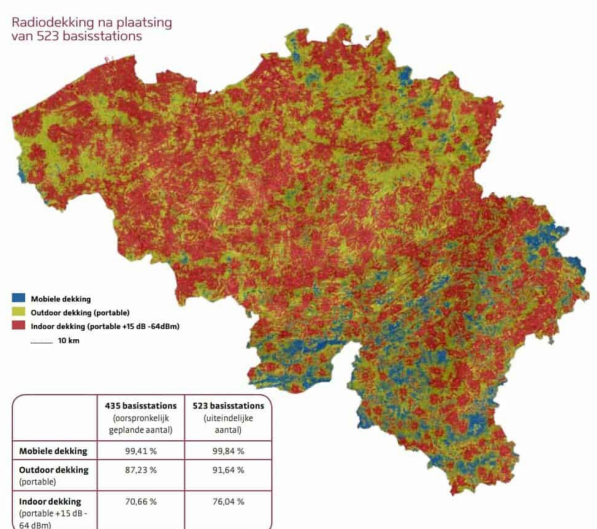 Radiodekking na plaatsing
van 523 basisstations
Mobiele dekking
Outdoor dekking (portable)
Indoor dekking (portable +15 dB -64dBm)
10 km
435 basisstations
(oorspronkelijk
geplande aantal)
523 basisstations
(uiteindelijke
aantal)
Mobiele dekking
99,41 %
99,84 %
Outdoor dekking
(portable)
87,23 %
91,64 %
Indoor dekking
(portable +15 dB -
64 dBm)
70,66 %
76,04 %